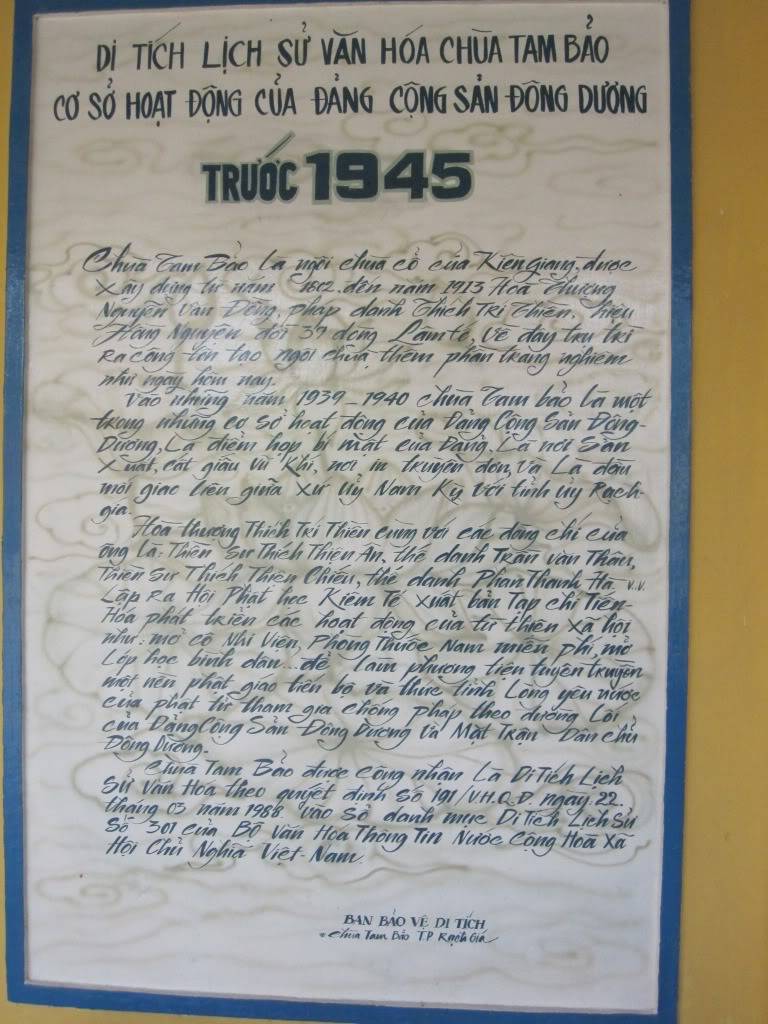 DI TÍCH LỊCH SỬ VĂN HÓA CHÙA TAM BẢO
CƠ SỞ HOẠT ĐỘNG CỦA ĐẢNG CỘNG SẢN ĐÔNG DƯƠNG
TRƯỚC 1945
Chùa Tam Bảo Là ngôi chùa cổ của Kiên Giang, được
Xây dựng từ năm 1802. đến năm 1913 Hoà Thượng
Nguyễn Văn Đồng, pháp danh Thích Trí Thiền, hiệu
Hồng Nguyện đời 37 dòng Lâm tế, Về đây trụ trì
Ra công tôn tạo ngôi chùa thêm phần trang nghiêm
như ngày hôm nay.
Vào những năm 1939_1940 chùa Tam bảo Là một
trong những cơ sở hoạt động của Đảng Cộng Sản Đông-
Dương, Là điểm họp bí mật của Đảng, Là nơi Sản
Xuất, cất giấu Vũ Khí, nơi in truyền đơn, Và Là đầu
mối giao liên giữa Xứ Uỷ Nam Kỳ Với tỉnh ủy Rạch-
giá.
Hòa thượng Thích Trí Thiền cùng với các đồng chí của
ông Là: Thiền Sư Thích Thiện Ân, thế danh Trần Văn Thâu,
Thiền Sư Thích Thiện Chiếu, thế danh Phan Thanh Hà v.v.
Lập Ra Hội Phật học Kiêm Tế Xuất bản Tạp chí Tiến-
Hóa phát triển các hoạt động của từ thiện Xã hội
như: mở cô Nhi Viện, Phòng Thuốc Nam miễn phí, mở
Lớp học bình dân... để làm phương tiện tuyên truyền
một nền phật giáo tiến bộ và thức tỉnh Lòng yêu nước
của phật tử tham gia chống pháp theo đường Lối
của Đảng Cộng Sản Đông Dương Và Mặt Trận Dân chủ
Đông Dương.
Chùa Tam Bảo được Công nhận Là Di Tích Lịch
Sử Văn Hoá theo quyết định Số 191/V.H.Q.D. ngày. 22.
tháng 03 năm 1988 vào Sổ danh mục Di Tích Lịch Sử
Số 301 của Bộ Văn Hóa Thông Tin Nước Cộng Hoà Xã
Hội Chủ Nghĩa Việt-Nam.
BAN BẢO VỆ DI TÍCH
Chùa Tam Bảo T.P Rạch Giá